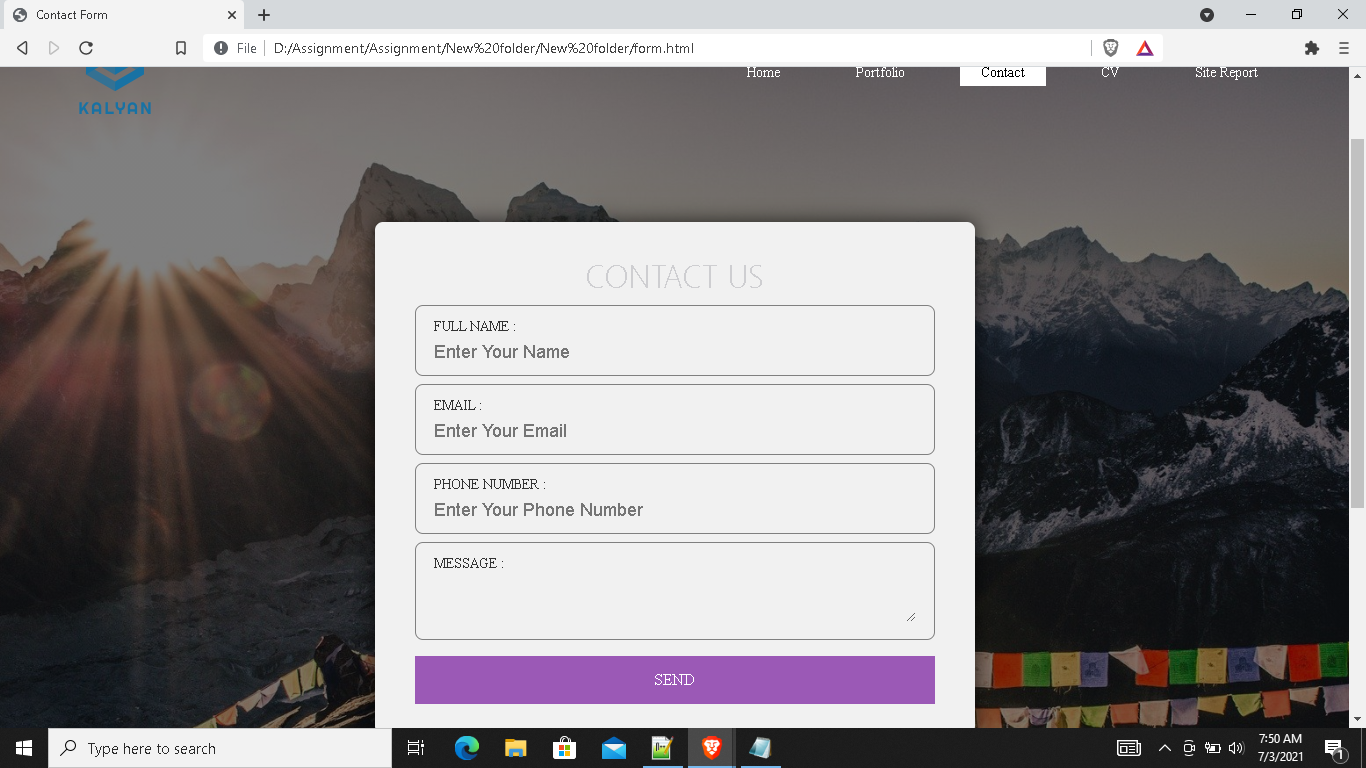 Contact Form
File
D:/Assignment/Assignment/New%20folder/New%20folder/form.html
KALYAN
Home
Portfolio
Contact
CV
Site Report
CONTACT US
FULL NAME :
Enter Your Name
EMAIL :
Enter Your Email
PHONE NUMBER :
Enter Your Phone Number
MESSAGE :
SEND
Type here to search
7:50 AM
7/3/2021
1